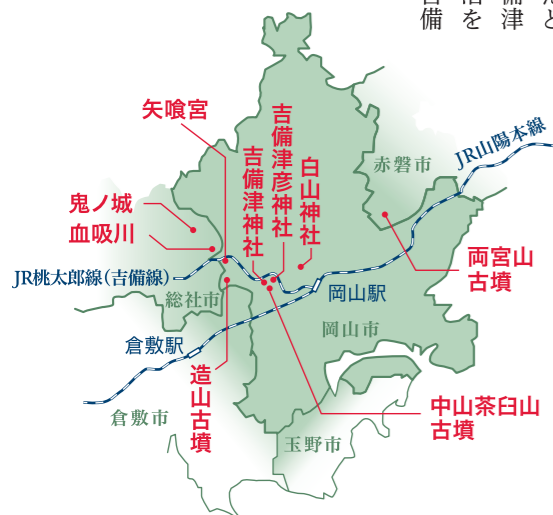 備津
を
備
矢喰宮
吉備津彦神社
吉備津神社
白山神社
赤磐市
JR山陽本線
鬼ノ城
血吸川
両宮山
古墳
JR桃太郎線(吉備線)
総社市
岡山駅
岡山市
倉敷駅
造山古墳
中山茶臼山
古墳
倉敷市
玉野市